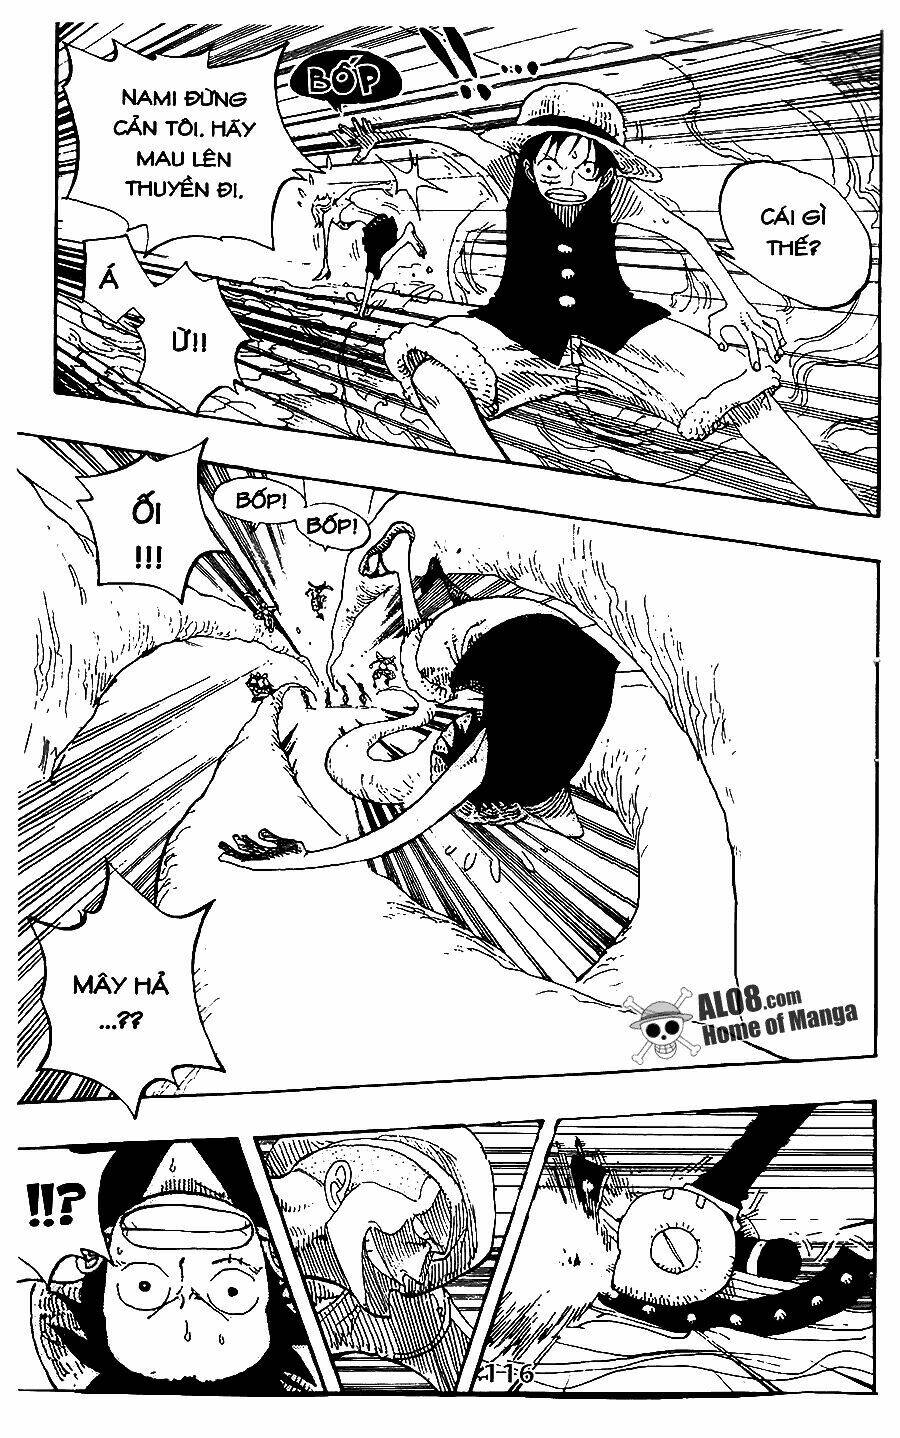 NAMI ĐỪNG
CẢN TÔI. HÃY
MAU LÊN
THUYỀN ĐI.
BỐP
!!
CÁI GÌ
THẾ?
Á
Ừ!!
ỐI
!!!
BỐP!
BỐP!
MÂY HẢ
...??
AL08.com
Home of Manga
!!?
116